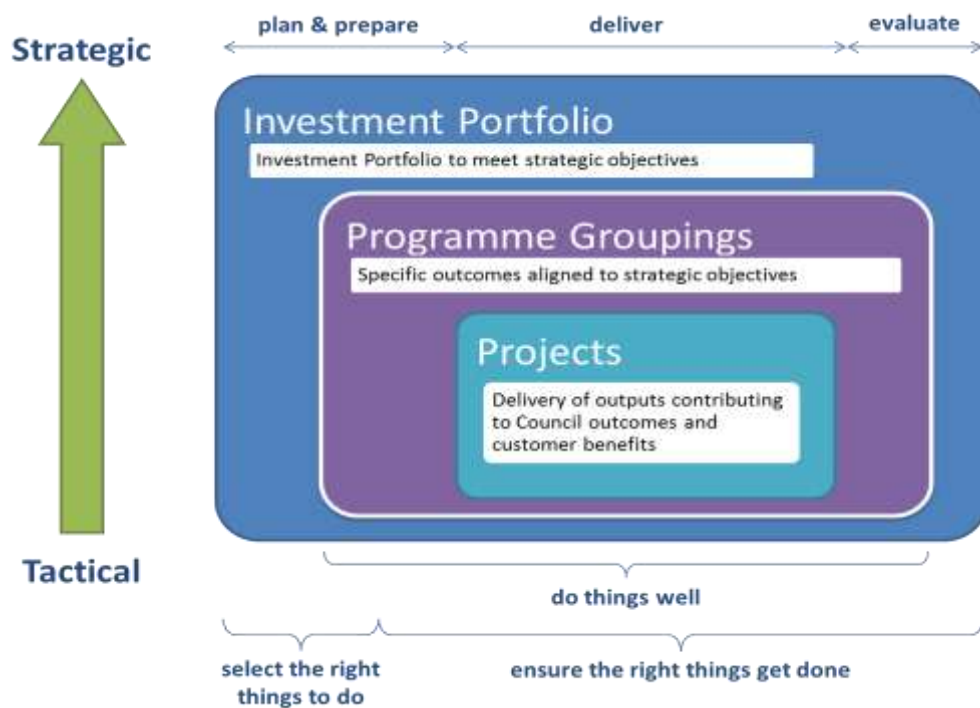 plan & prepare
deliver
evaluate
Strategic
Investment Portfolio
Investment Portfolio to meet strategic objectives
Programme Groupings
Specific outcomes aligned to strategic objectives
Projects
Delivery of outputs contributing
to Council outcomes and
customer benefits
Tactical
do things well
select the right
things to do
ensure the right things get done